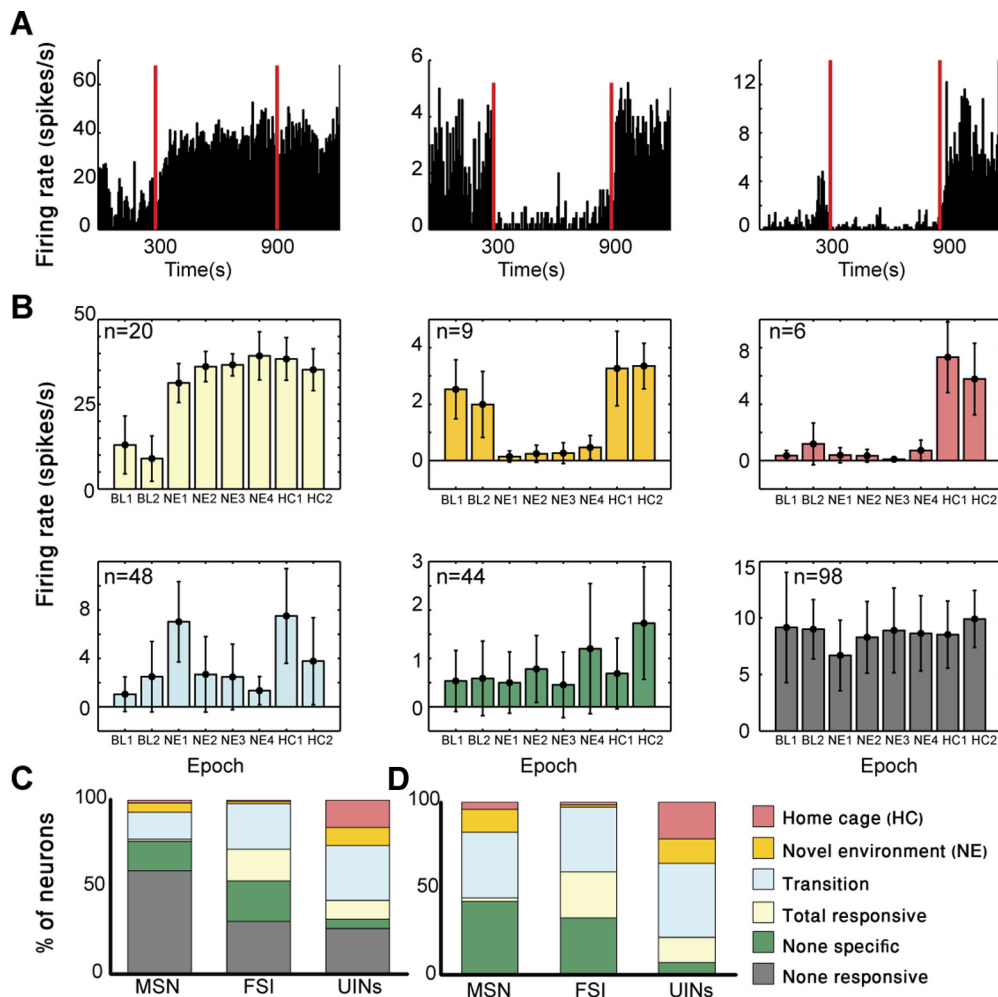 A
Firing rate (spikes/s)
60
40
20
0
300 900
Time(s)
6
4
2
0
300 900
Time(s)
12
8
4
0
300 900
Time(s)
B
Firing rate (spikes/s)
n=20
50
25
0
BL1 BL2 NE1 NE2 NE3 NE4 HC1 HC2
n=9
4
2
0
BL1 BL2 NE1 NE2 NE3 NE4 HC1 HC2
n=6
8
4
0
BL1 BL2 NE1 NE2 NE3 NE4 HC1 HC2
n=48
8
4
0
BL1 BL2 NE1 NE2 NE3 NE4 HC1 HC2
Epoch
n=44
3
2
1
0
BL1 BL2 NE1 NE2 NE3 NE4 HC1 HC2
Epoch
n=98
15
10
5
0
BL1 BL2 NE1 NE2 NE3 NE4 HC1 HC2
Epoch
C
% of neurons
100
50
0
MSN FSI UINs
D
100
50
0
MSN FSI UINs
Home cage (HC)
Novel environment (NE)
Transition
Total responsive
None specific
None responsive